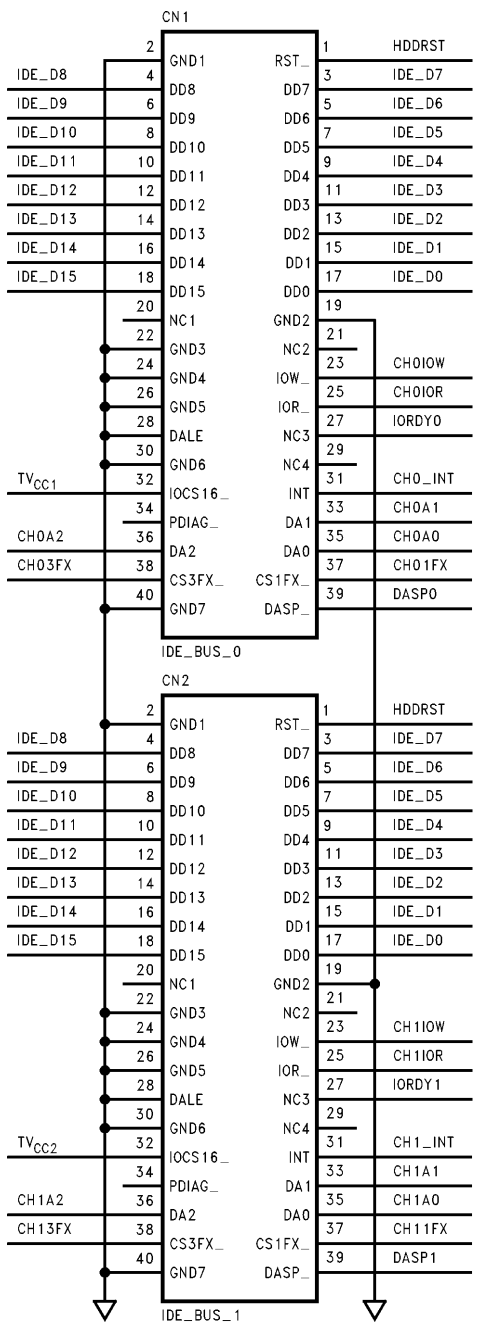 CN1
2 GND1 RST_ 1 HDDRST
IDE_D8 4 DD8 DD7 3 IDE_D7
IDE_D9 6 DD9 DD6 5 IDE_D6
IDE_D10 8 DD10 DD5 7 IDE_D5
IDE_D11 10 DD11 DD4 9 IDE_D4
IDE_D12 12 DD12 DD3 11 IDE_D3
IDE_D13 14 DD13 DD2 13 IDE_D2
IDE_D14 16 DD14 DD1 15 IDE_D1
IDE_D15 18 DD15 DD0 17 IDE_D0
20 NC1 GND2 19
22 GND3 NC2 21
24 GND4 IOW_ 23 CH0IOW
26 GND5 IOR_ 25 CH0IOR
28 DALE NC3 27 IORDY0
30 GND6 NC4 29
TVCC1 32 IOCS16_ INT 31 CH0_INT
34 PDIAG_ DA1 33 CH0A1
CH0A2 36 DA2 DA0 35 CH0A0
CH03FX 38 CS3FX_ CS1FX_ 37 CH01FX
40 GND7 DASP_ 39 DASP0
IDE_BUS_0
CN2
2 GND1 RST_ 1 HDDRST
IDE_D8 4 DD8 DD7 3 IDE_D7
IDE_D9 6 DD9 DD6 5 IDE_D6
IDE_D10 8 DD10 DD5 7 IDE_D5
IDE_D11 10 DD11 DD4 9 IDE_D4
IDE_D12 12 DD12 DD3 11 IDE_D3
IDE_D13 14 DD13 DD2 13 IDE_D2
IDE_D14 16 DD14 DD1 15 IDE_D1
IDE_D15 18 DD15 DD0 17 IDE_D0
20 NC1 GND2 19
22 GND3 NC2 21
24 GND4 IOW_ 23 CH1IOW
26 GND5 IOR_ 25 CH1IOR
28 DALE NC3 27 IORDY1
30 GND6 NC4 29
TVCC2 32 IOCS16_ INT 31 CH1_INT
34 PDIAG_ DA1 33 CH1A1
CH1A2 36 DA2 DA0 35 CH1A0
CH13FX 38 CS3FX_ CS1FX_ 37 CH11FX
40 GND7 DASP_ 39 DASP1
IDE_BUS_1